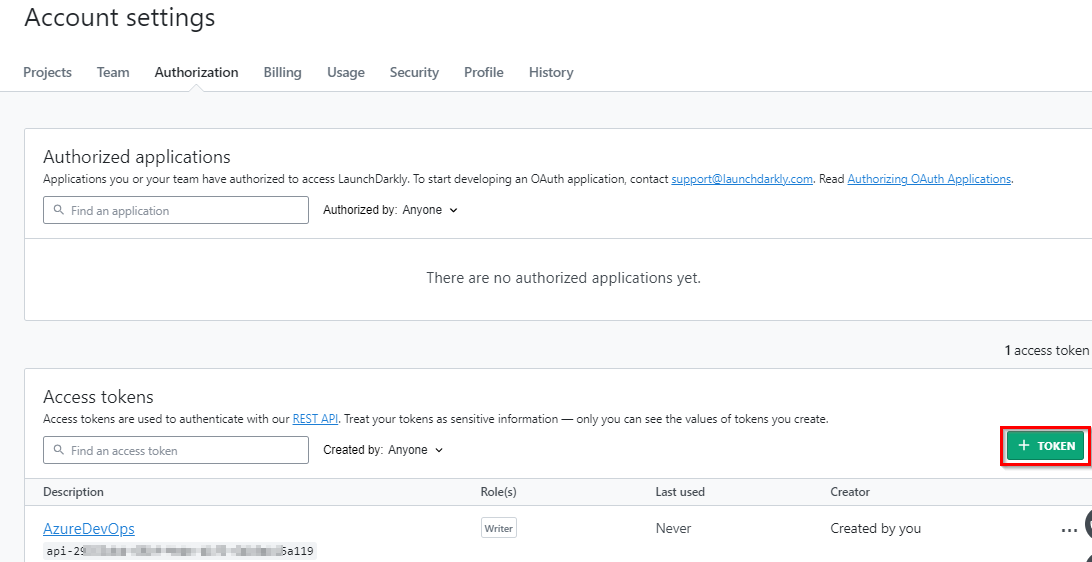 Account settings
Projects Team Authorization Billing Usage Security Profile History
Authorized applications
Applications you or your team have authorized to access LaunchDarkly. To start developing an OAuth application, contact support@launchdarkly.com. Read Authorizing OAuth Applications.
Find an application Authorized by: Anyone
There are no authorized applications yet.
1 access token
Access tokens
Access tokens are used to authenticate with our REST API. Treat your tokens as sensitive information — only you can see the values of tokens you create.
Find an access token Created by: Anyone + TOKEN
Description Role(s) Last used Creator
AzureDevOps Writer Never Created by you ...